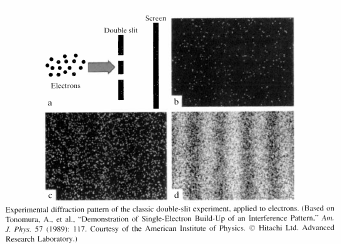 Screen
Double slit
Electrons
a
b
c
d
Experimental diffraction pattern of the classic double-slit experiment, applied to electrons. (Based on
Tonomura, A., et al., “Demonstration of Single-Electron Build-Up of an Interference Pattern,” Am.
J. Phys. 57 (1989): 117. Courtesy of the American Institute of Physics. © Hitachi Ltd. Advanced
Research Laboratory.)